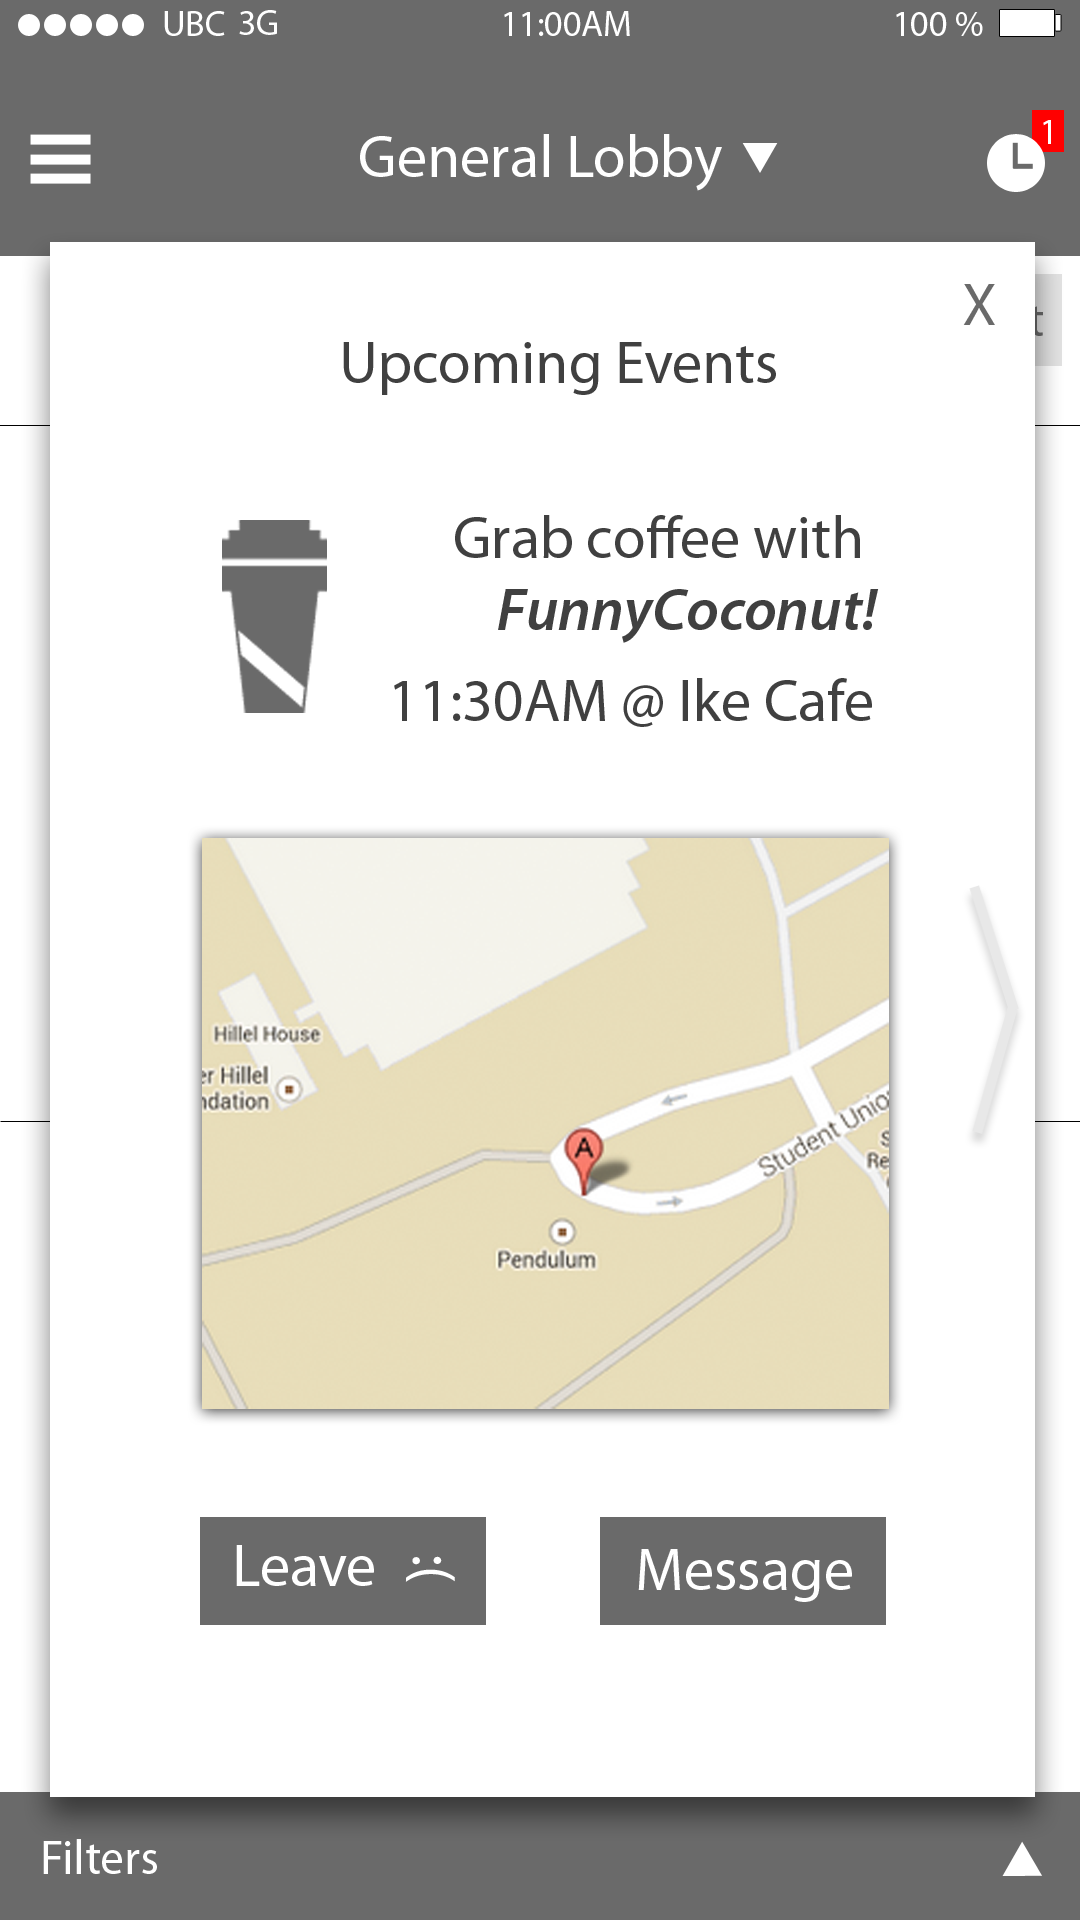 UBC 3G 11:00AM 100 %
General Lobby
1
X
t
Upcoming Events
Grab coffee with
FunnyCoconut!
11:30AM @ Ike Cafe
Hillel House
er Hillel
ndation
Student Unio
S
Re
A
Pendulum
Leave
Message
Filters